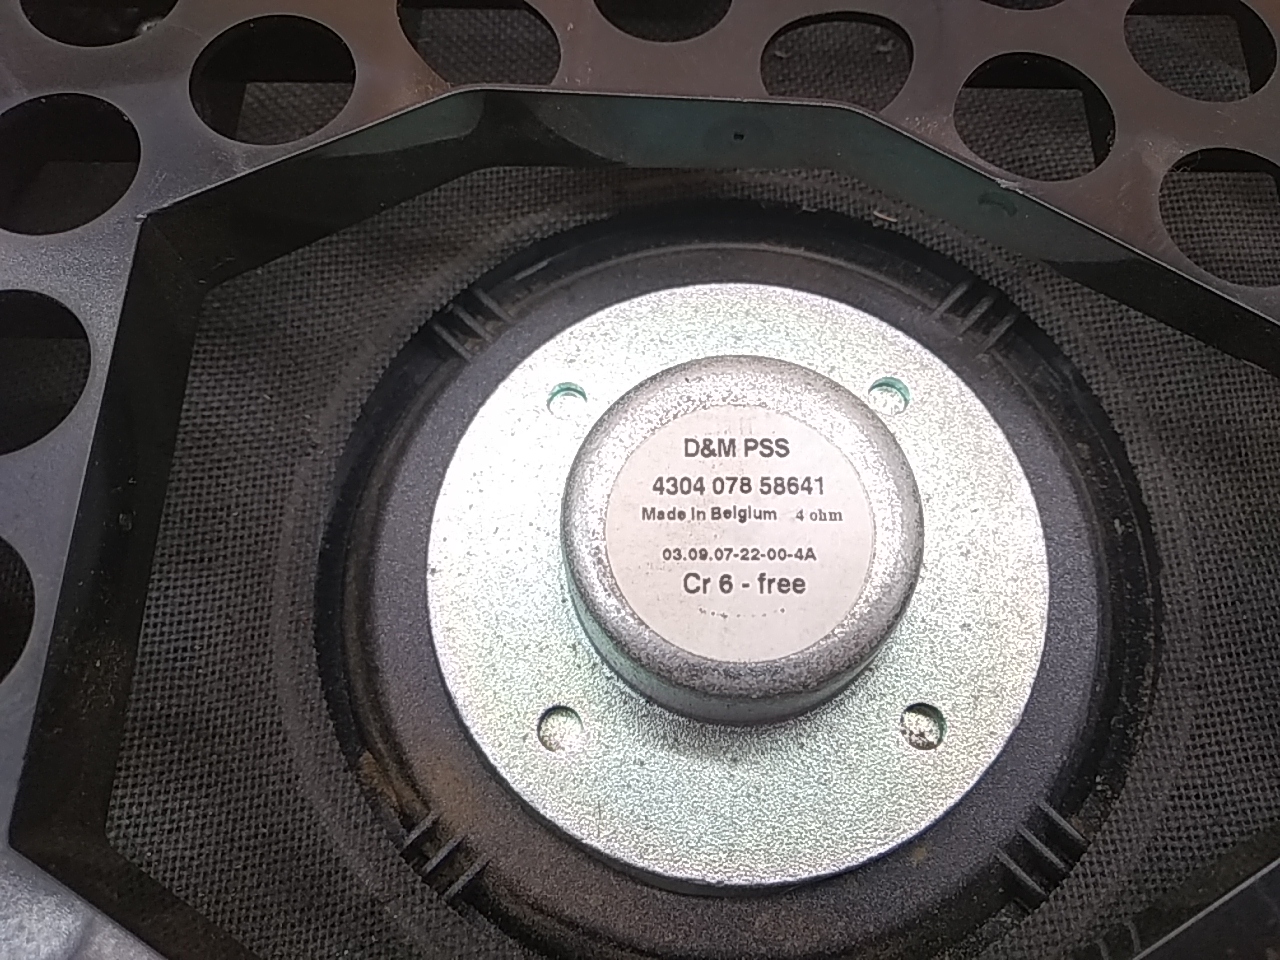 D&M PSS
4304 078 58641
Made in Belgium 4 ohm
03.09.07-22-00-4A
Cr 6 - free